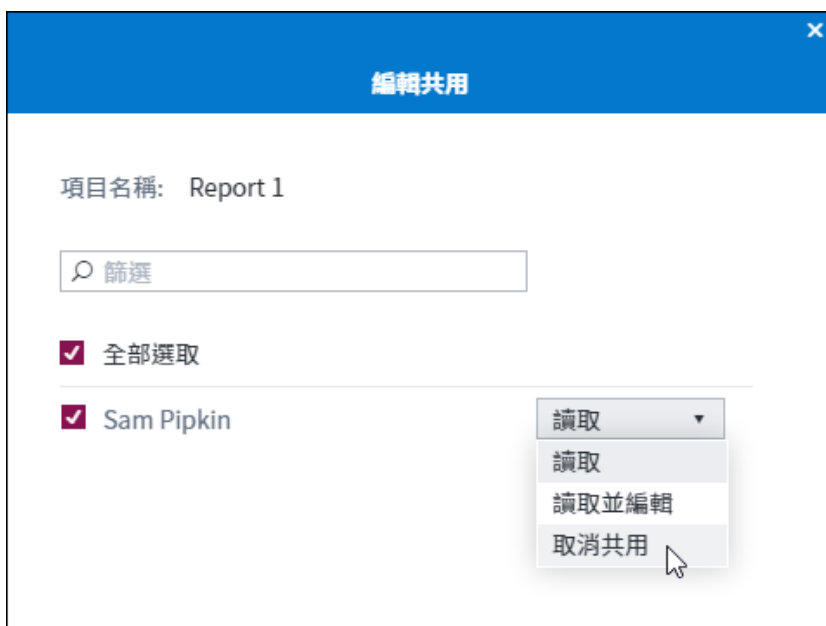 編輯共用
項目名稱: Report 1
篩選
全部選取
Sam Pipkin 讀取
讀取
讀取並編輯
取消共用